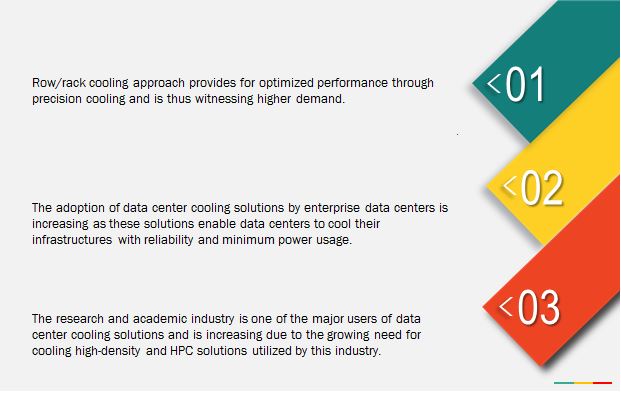 Row/rack cooling approach provides for optimized performance through
precision cooling and is thus witnessing higher demand.
<01
.
The adoption of data center cooling solutions by enterprise data centers is
increasing as these solutions enable data centers to cool their
infrastructures with reliability and minimum power usage.
<02
The research and academic industry is one of the major users of data
center cooling solutions and is increasing due to the growing need for
cooling high-density and HPC solutions utilized by this industry.
<03